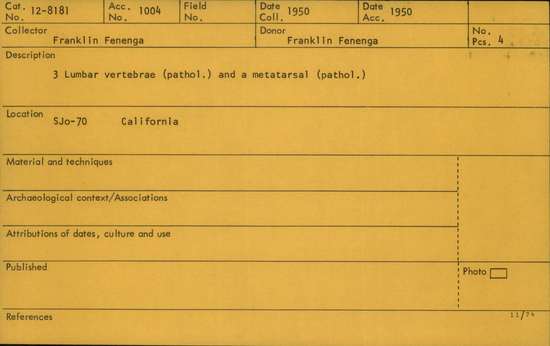 Cat. No. 12-8181 Acc. No. 1004 Field No. Date Coll. 1950 Date Acc. 1950
Collector Franklin Fenenga Donor Franklin Fenenga No. Pcs. 4
Description
3 Lumbar vertebrae (pathol.) and a metatarsal (pathol.)
Location SJo-70 California
Material and techniques
Archaeological context/Associations
Attributions of dates, culture and use
Published Photo
References 11/74